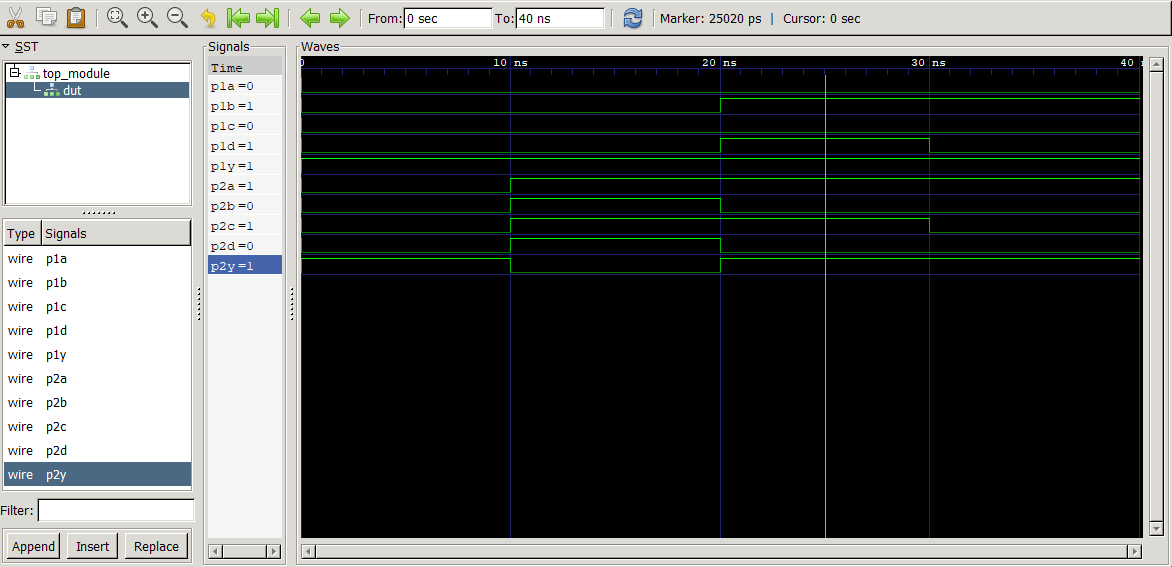 From: 0 sec To: 40 ns Marker: 25020 ps | Cursor: 0 sec
SST
top_module
dut
Type Signals
wire p1a
wire p1b
wire p1c
wire p1d
wire p1y
wire p2a
wire p2b
wire p2c
wire p2d
wire p2y
Filter:
Append Insert Replace
Signals
Time
p1a=0
p1b=1
p1c=0
p1d=1
p1y=1
p2a=1
p2b=0
p2c=1
p2d=0
p2y=1
Waves
0 10 ns 20 ns 30 ns 40 n